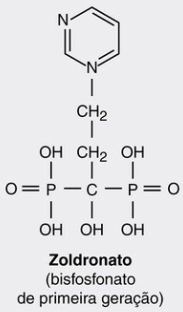 N
N
CH2
OH CH2 OH
O = P - C - P = O
OH OH OH
Zoldronato
(bisfosfonato
de primeira geração)